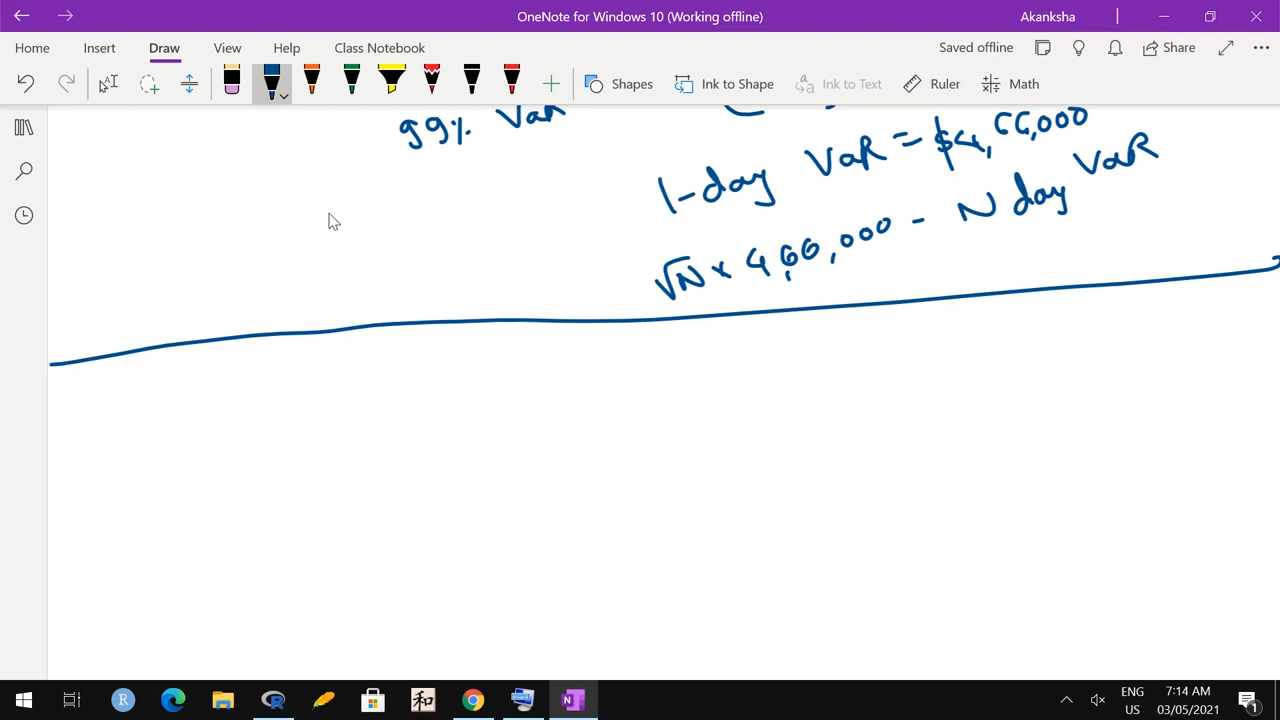 OneNote for Windows 10 (Working offline)
Akanksha
Home Insert Draw View Help Class Notebook
Saved offline Share
Shapes Ink to Shape Ink to Text Ruler Math
99% VaR
1-day VaR = $4,66,000
√N × 4,66,000 - N day VaR
R
和
N
ENG 7:14 AM
US 03/05/2021
1